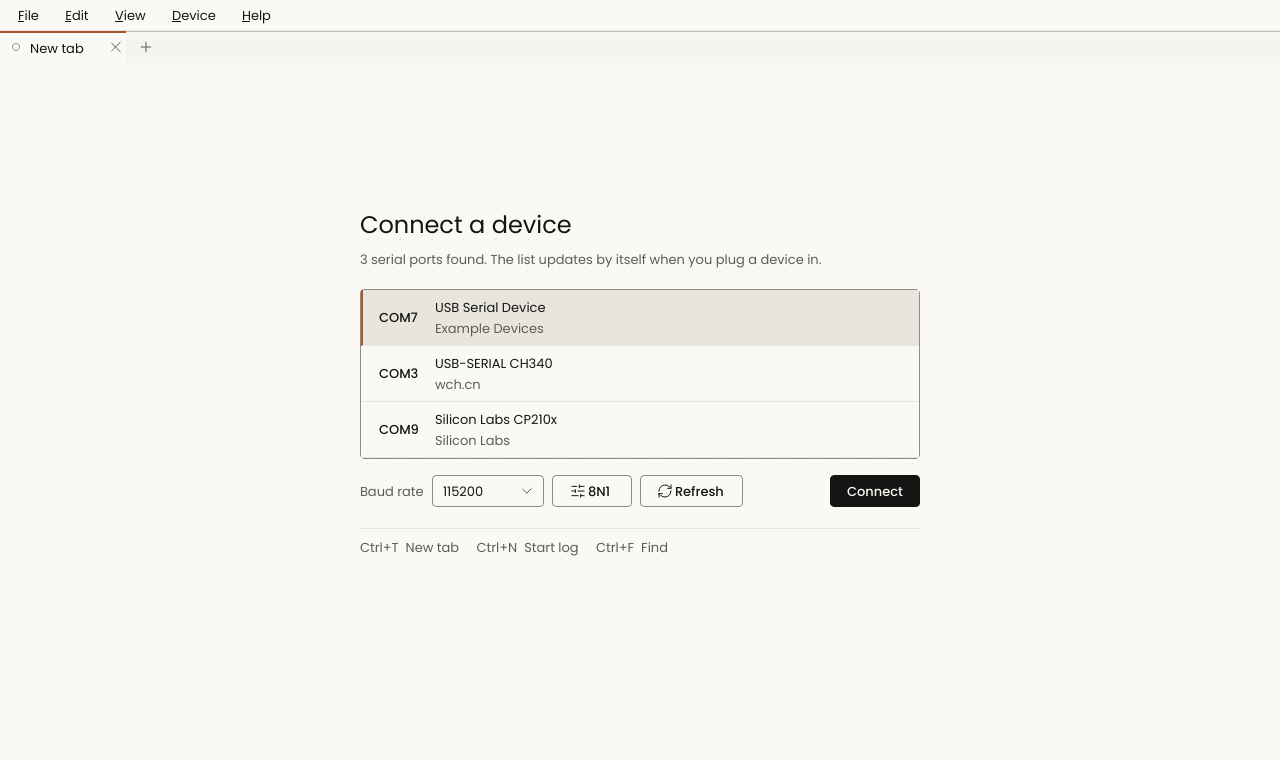 File Edit View Device Help
New tab
Connect a device
3 serial ports found. The list updates by itself when you plug a device in.
COM7 USB Serial Device
Example Devices
COM3 USB-SERIAL CH340
wch.cn
COM9 Silicon Labs CP210x
Silicon Labs
Baud rate 115200 8N1 Refresh Connect
Ctrl+T New tab Ctrl+N Start log Ctrl+F Find